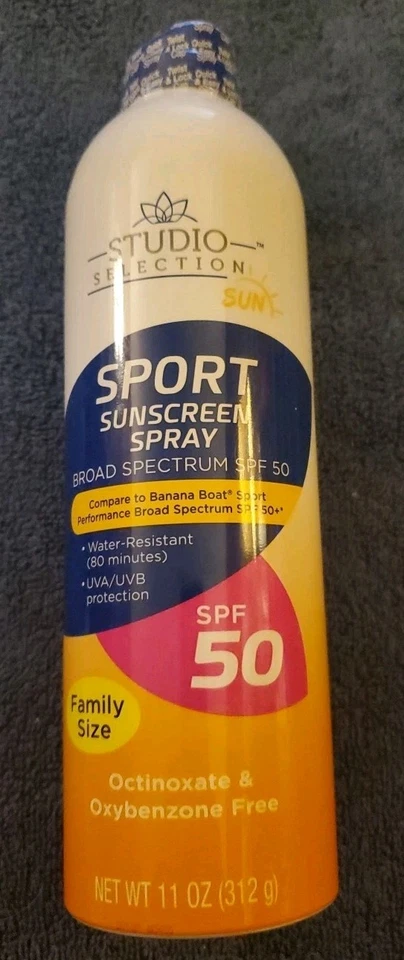 STUDIO™
SELECTION
SUN
SPORT
SUNSCREEN
SPRAY
BROAD SPECTRUM SPF 50
Compare to Banana Boat® Sport
Performance Broad Spectrum SPF 50+*
• Water-Resistant
(80 minutes)
• UVA/UVB
protection
SPF
50
Family
Size
Octinoxate &
Oxybenzone Free
NET WT 11 OZ (312 g)